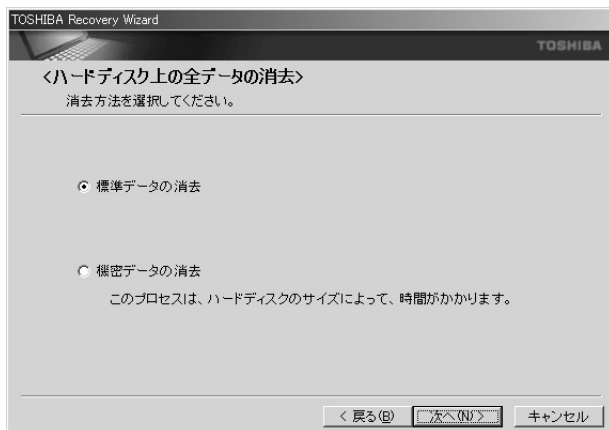 TOSHIBA Recovery Wizard
TOSHIBA
<ハードディスク上の全データの消去>
消去方法を選択してください。
標準データの消去
機密データの消去
このプロセスは、ハードディスクのサイズによって、時間がかかります。
< 戻る(B) 次へ(N) > キャンセル